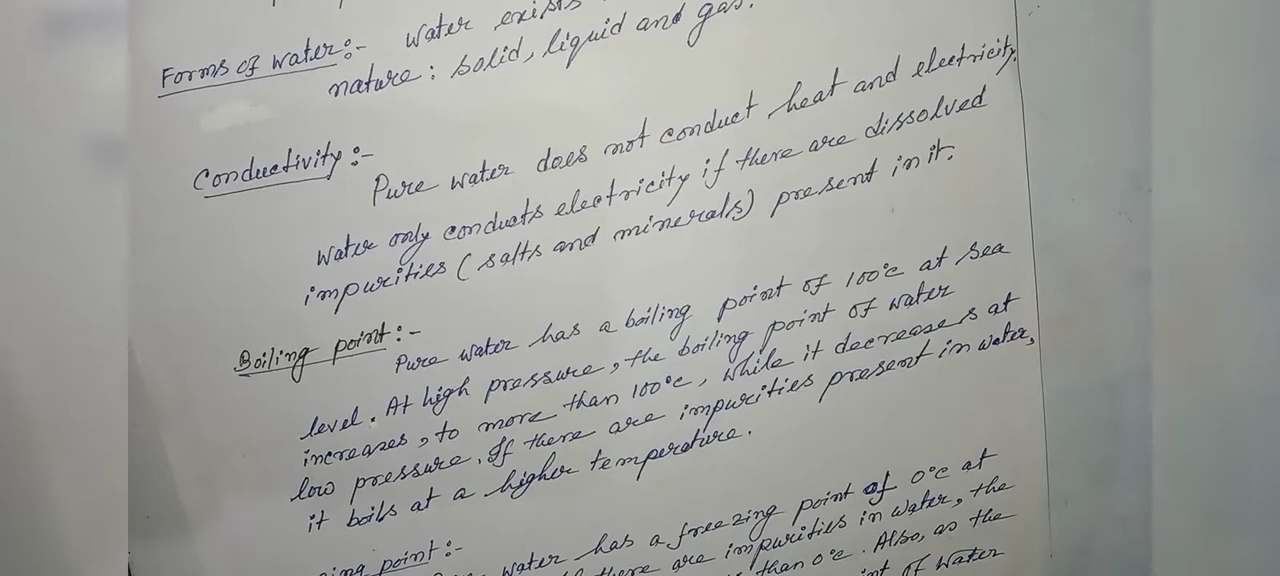 Forms of water:- Water exists
nature: solid, liquid and gas.
Conductivity:-
Pure water does not conduct heat and electricity.
Water only conducts electricity if there are dissolved
impurities (salts and minerals) present in it.
Boiling point:-
Pure water has a boiling point of 100°c at sea
level. At high pressure, the boiling point of water
increases, to more than 100°c, while it decreases at
low pressure. If there are impurities present in water,
it boils at a higher temperature.
point:-
water has a freezing point of 0°c at
there are impurities in water, the
than 0°c. Also, as the
of water